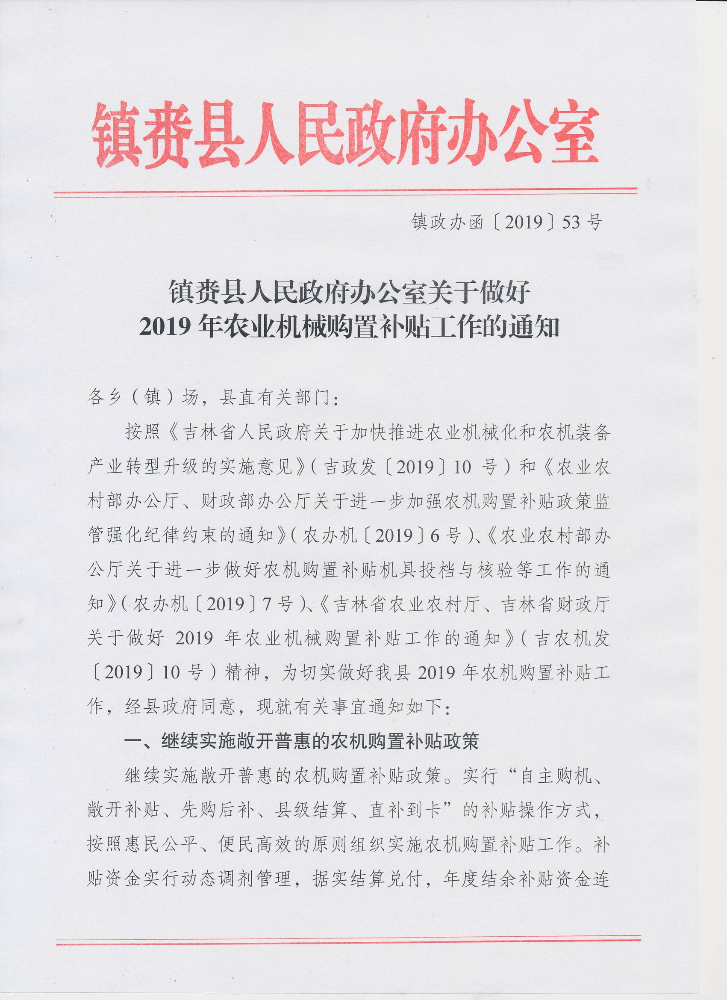 镇赉县人民政府办公室
镇政办函〔2019〕53 号
镇赉县人民政府办公室关于做好
2019 年农业机械购置补贴工作的通知
各乡（镇）场，县直有关部门：
按照《吉林省人民政府关于加快推进农业机械化和农机装备
产业转型升级的实施意见》（吉政发〔2019〕10 号）和《农业农
村部办公厅、财政部办公厅关于进一步加强农机购置补贴政策监
管强化纪律约束的通知》（农办机〔2019〕6 号）、《农业农村部办
公厅关于进一步做好农机购置补贴机具投档与核验等工作的通
知》（农办机〔2019〕7 号）、《吉林省农业农村厅、吉林省财政厅
关于做好 2019 年农业机械购置补贴工作的通知》（吉农机发
〔2019〕10 号）精神，为切实做好我县 2019 年农机购置补贴工
作，经县政府同意，现就有关事宜通知如下：
一、继续实施敞开普惠的农机购置补贴政策
继续实施敞开普惠的农机购置补贴政策。实行“自主购机、
敞开补贴、先购后补、县级结算、直补到卡”的补贴操作方式，
按照惠民公平、便民高效的原则组织实施农机购置补贴工作。补
贴资金实行动态调剂管理，据实结算兑付，年度结余补贴资金连